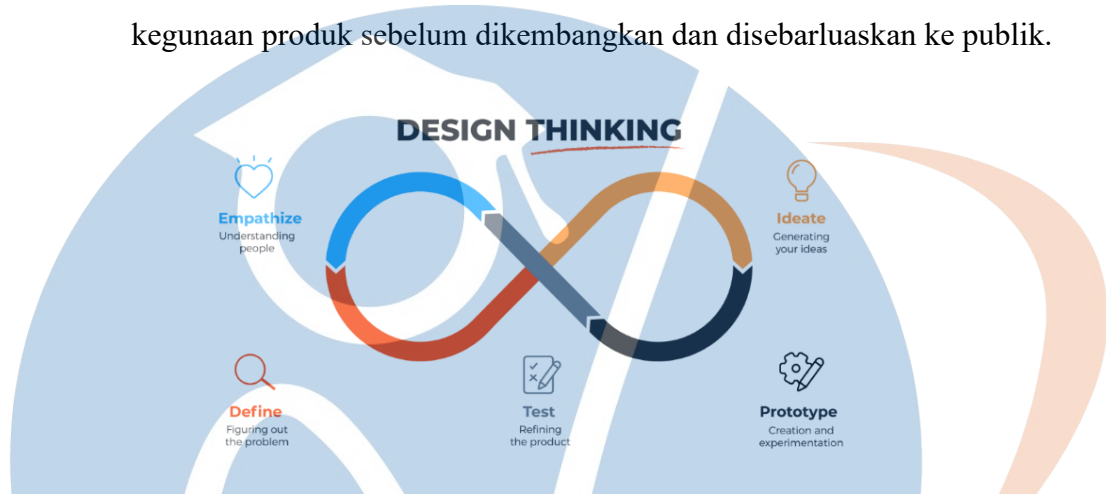 kegunaan produk sebelum dikembangkan dan disebarluaskan ke publik.
DESIGN THINKING
Empathize
Understanding
people
Ideate
Generating
your ideas
Define
Figuring out
the problem
Test
Refining
the product
Prototype
Creation and
experimentation